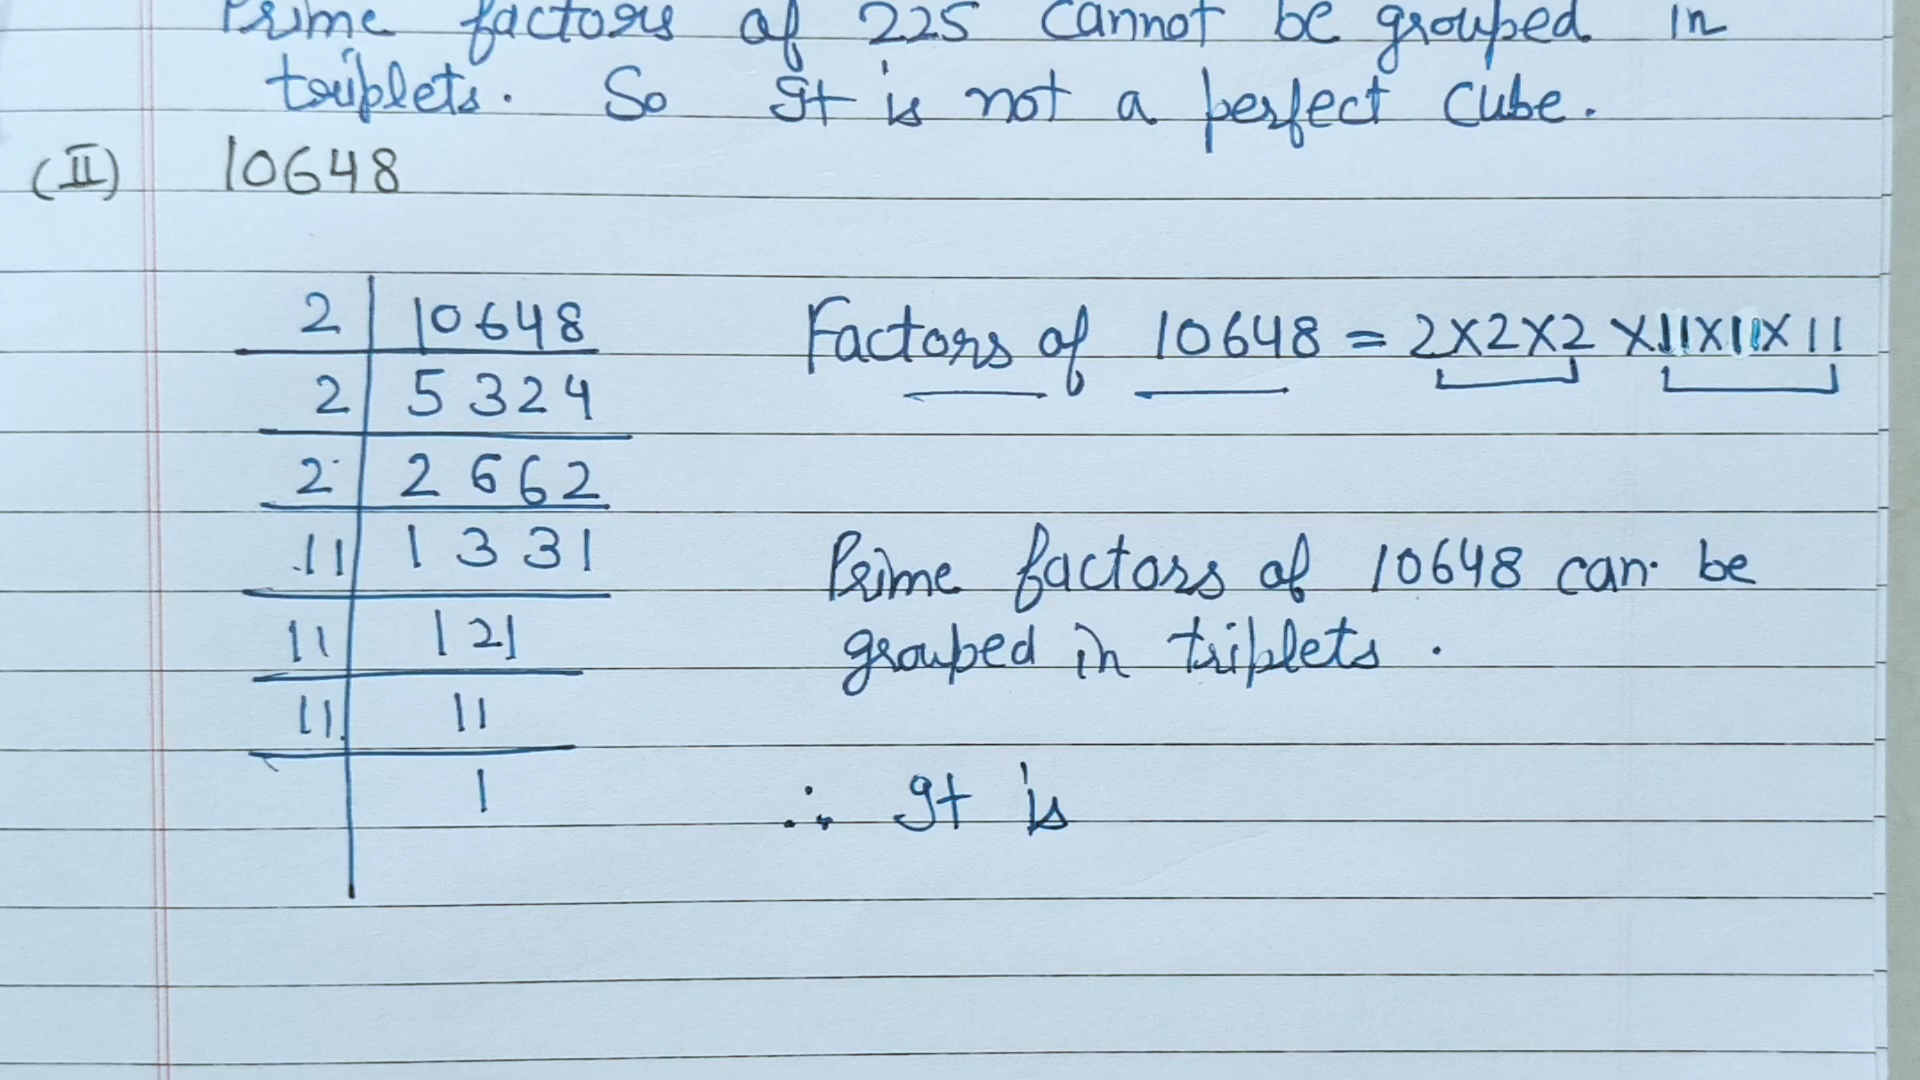 Prime factors of 225 cannot be grouped in
triplets. So It is not a perfect cube.
(II) 10648
2 | 10648
2 | 5324
2 | 2662
11 | 1331
11 | 121
11 | 11
1
Factors of 10648 = 2×2×2×11×11×11
Prime factors of 10648 can be
grouped in triplets.
∴ It is